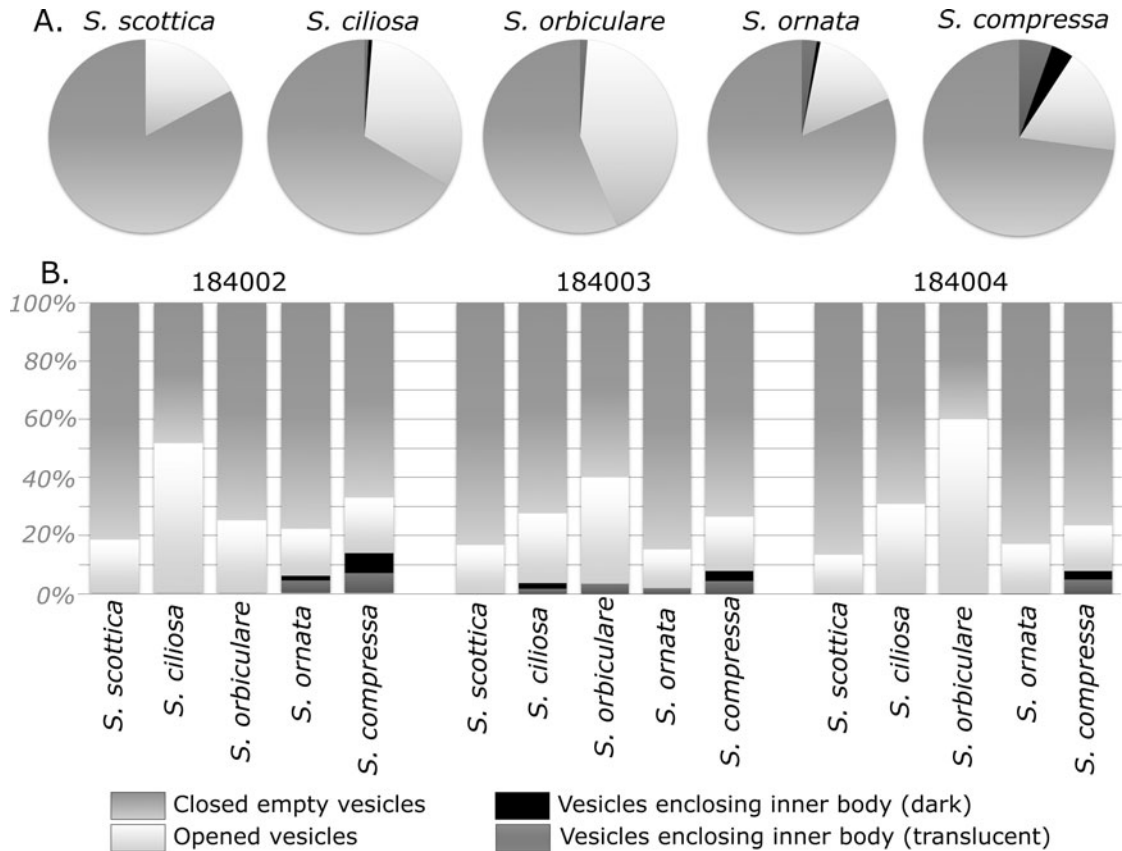 A.
S. scottica
S. ciliosa
S. orbiculare
S. ornata
S. compressa
B.
184002
184003
184004
100%
80%
60%
40%
20%
0%
S. scottica
S. ciliosa
S. orbiculare
S. ornata
S. compressa
S. scottica
S. ciliosa
S. orbiculare
S. ornata
S. compressa
S. scottica
S. ciliosa
S. orbiculare
S. ornata
S. compressa
Closed empty vesicles
Opened vesicles
Vesicles enclosing inner body (dark)
Vesicles enclosing inner body (translucent)